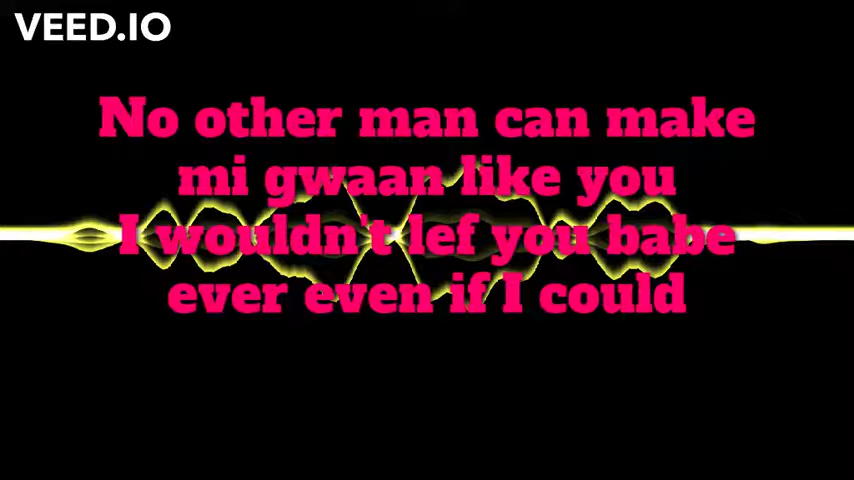 VEED.IO
No other man can make
mi gwaan like you
I wouldn't lef you babe
ever even if I could